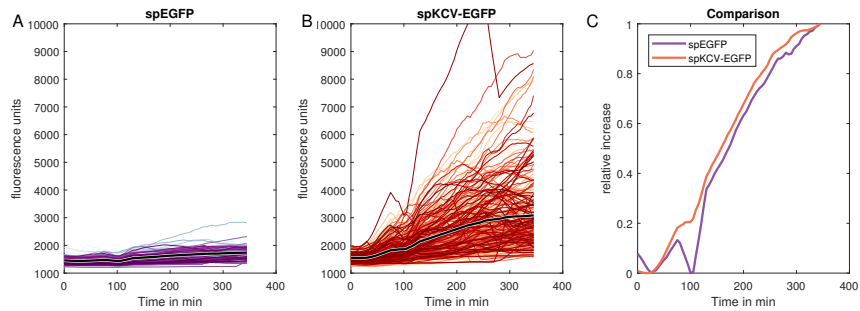 A
spEGFP
10000
9000
8000
7000
6000
5000
4000
3000
2000
1000
fluorescence units
0
100
200
300
400
Time in min
B
spKCV-EGFP
10000
9000
8000
7000
6000
5000
4000
3000
2000
1000
fluorescence units
0
100
200
300
400
Time in min
C
Comparison
1
0.8
0.6
0.4
0.2
0
relative increase
spEGFP
spKCV-EGFP
0
100
200
300
400
Time in min